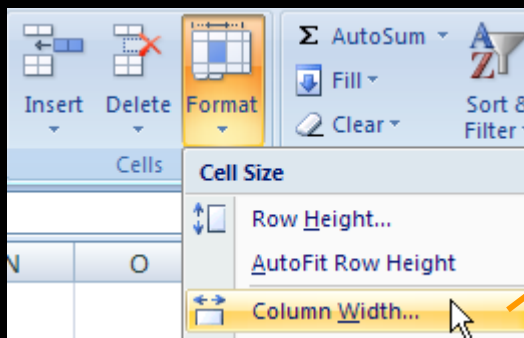 Σ AutoSum
Fill
Clear
Insert Delete Format
Sort &
Filter
Cells
Cell Size
Row Height...
AutoFit Row Height
Column Width...
N O